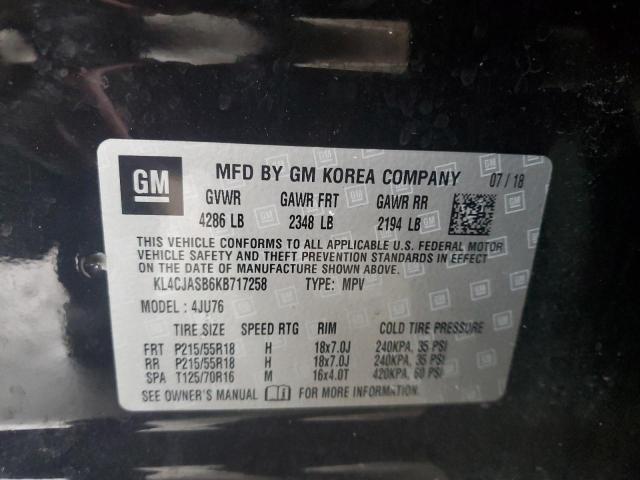 GM MFD BY GM KOREA COMPANY 07/18
GVWR GAWR FRT GAWR RR
4286 LB 2348 LB 2194 LB
THIS VEHICLE CONFORMS TO ALL APPLICABLE U.S. FEDERAL MOTOR
VEHICLE SAFETY AND THEFT PREVENTION STANDARDS IN EFFECT
ON THE DATE OF MANUFACTURE SHOWN ABOVE.
KL4CJASB6KB717258 TYPE: MPV
MODEL: 4JU76
TIRE SIZE SPEED RTG RIM COLD TIRE PRESSURE
FRT P215/55R18 H 18x7.0J 240KPA, 35 PSI
RR P215/55R18 H 18x7.0J 240KPA, 35 PSI
SPA T125/70R16 M 16x4.0T 420KPA, 60 PSI
SEE OWNER'S MANUAL FOR MORE INFORMATION.